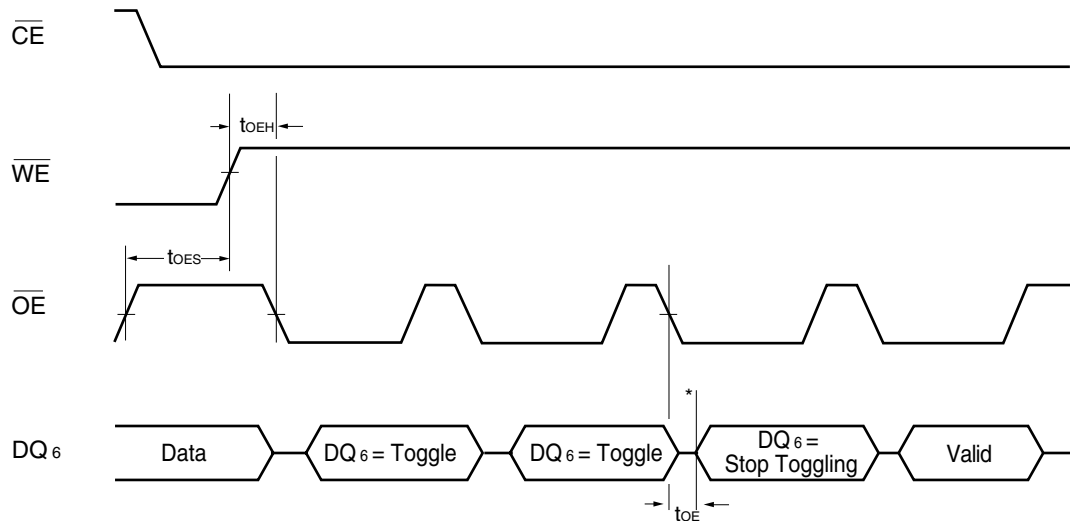 CE
tOEH
WE
tOES
OE
*
DQ6
Data
DQ6 = Toggle
DQ6 = Toggle
DQ6 =
Stop Toggling
Valid
tOE